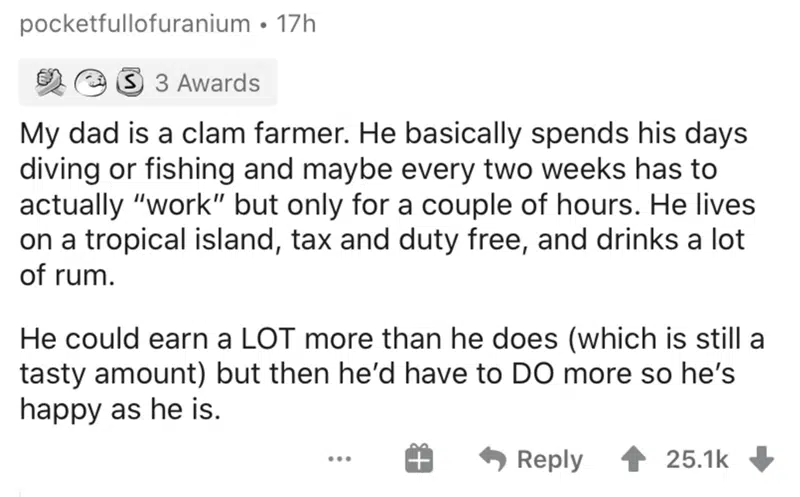 pocketfullofuranium • 17h
S 3 Awards
My dad is a clam farmer. He basically spends his days
diving or fishing and maybe every two weeks has to
actually “work” but only for a couple of hours. He lives
on a tropical island, tax and duty free, and drinks a lot
of rum.
He could earn a LOT more than he does (which is still a
tasty amount) but then he’d have to DO more so he’s
happy as he is.
... Reply 25.1k